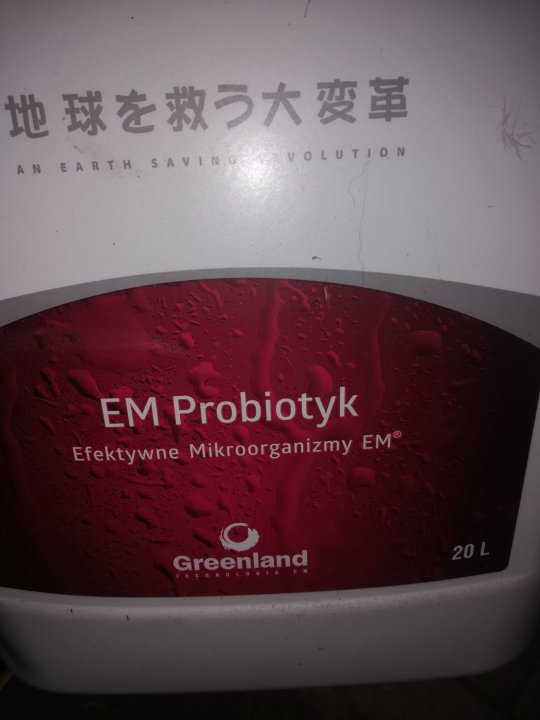 地球を救う大変革
AN EARTH SAVING REVOLUTION
EM Probiotyk
Efektywne Mikroorganizmy EM®
Greenland
TECHNOLOGIA EM
20 L